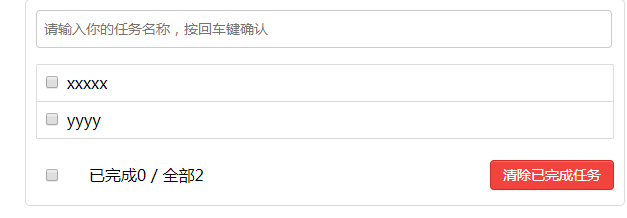 请输入你的任务名称，按回车键确认
xxxxx
yyyy
已完成0 / 全部2
清除已完成任务